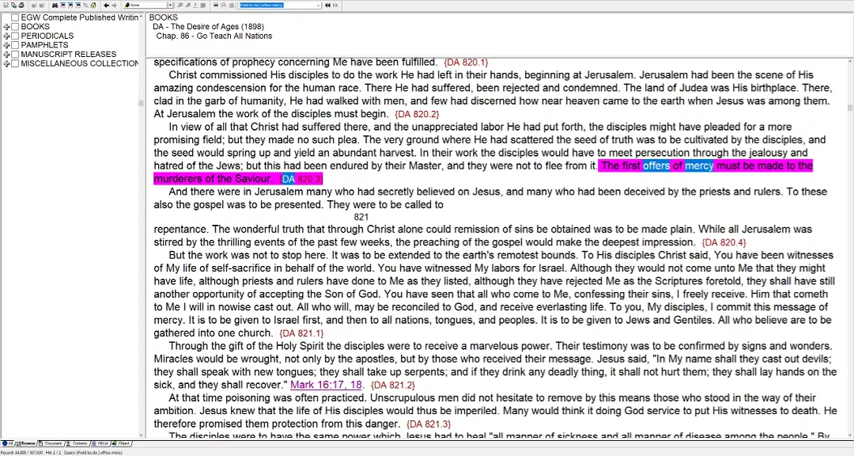 EGW Complete Published Writin
BOOKS
PERIODICALS
PAMPHLETS
MANUSCRIPT RELEASES
MISCELLANEOUS COLLECTION
BOOKS
DA - The Desire of Ages (1898)
Chap. 86 - Go Teach All Nations
specifications of prophecy concerning Me have been fulfilled. {DA 820.1}
Christ commissioned His disciples to do the work He had left in their hands, beginning at Jerusalem. Jerusalem had been the scene of His
amazing condescension for the human race. There He had suffered, been rejected and condemned. The land of Judea was His birthplace. There,
clad in the garb of humanity, He had walked with men, and few had discerned how near heaven came to the earth when Jesus was among them.
At Jerusalem the work of the disciples must begin. {DA 820.2}
In view of all that Christ had suffered there, and the unappreciated labor He had put forth, the disciples might have pleaded for a more
promising field; but they made no such plea. The very ground where He had scattered the seed of truth was to be cultivated by the disciples, and
the seed would spring up and yield an abundant harvest. In their work the disciples would have to meet persecution through the jealousy and
hatred of the Jews; but this had been endured by their Master, and they were not to flee from it. The first offers of mercy must be made to the
murderers of the Saviour. {DA 820.3}
And there were in Jerusalem many who had secretly believed on Jesus, and many who had been deceived by the priests and rulers. To these
also the gospel was to be presented. They were to be called to
821
repentance. The wonderful truth that through Christ alone could remission of sins be obtained was to be made plain. While all Jerusalem was
stirred by the thrilling events of the past few weeks, the preaching of the gospel would make the deepest impression. {DA 820.4}
But the work was not to stop here. It was to be extended to the earth's remotest bounds. To His disciples Christ said, You have been witnesses
of My life of self-sacrifice in behalf of the world. You have witnessed My labors for Israel. Although they would not come unto Me that they might
have life, although priests and rulers have done to Me as they listed, although they have rejected Me as the Scriptures foretold, they shall have still
another opportunity of accepting the Son of God. You have seen that all who come to Me, confessing their sins, I freely receive. Him that cometh
to Me I will in nowise cast out. All who will, may be reconciled to God, and receive everlasting life. To you, My disciples, I commit this message of
mercy. It is to be given to Israel first, and then to all nations, tongues, and peoples. It is to be given to Jews and Gentiles. All who believe are to be
gathered into one church. {DA 821.1}
Through the gift of the Holy Spirit the disciples were to receive a marvelous power. Their testimony was to be confirmed by signs and wonders.
Miracles would be wrought, not only by the apostles, but by those who received their message. Jesus said, "In My name shall they cast out devils;
they shall speak with new tongues; they shall take up serpents; and if they drink any deadly thing, it shall not hurt them; they shall lay hands on the
sick, and they shall recover." Mark 16:17, 18. {DA 821.2}
At that time poisoning was often practiced. Unscrupulous men did not hesitate to remove by this means those who stood in the way of their
ambition. Jesus knew that the life of His disciples would thus be imperiled. Many would think it doing God service to put His witnesses to death. He
therefore promised them protection from this danger. {DA 821.3}
The disciples were to have the same power which Jesus had to heal "all manner of sickness and all manner of disease among the people." By